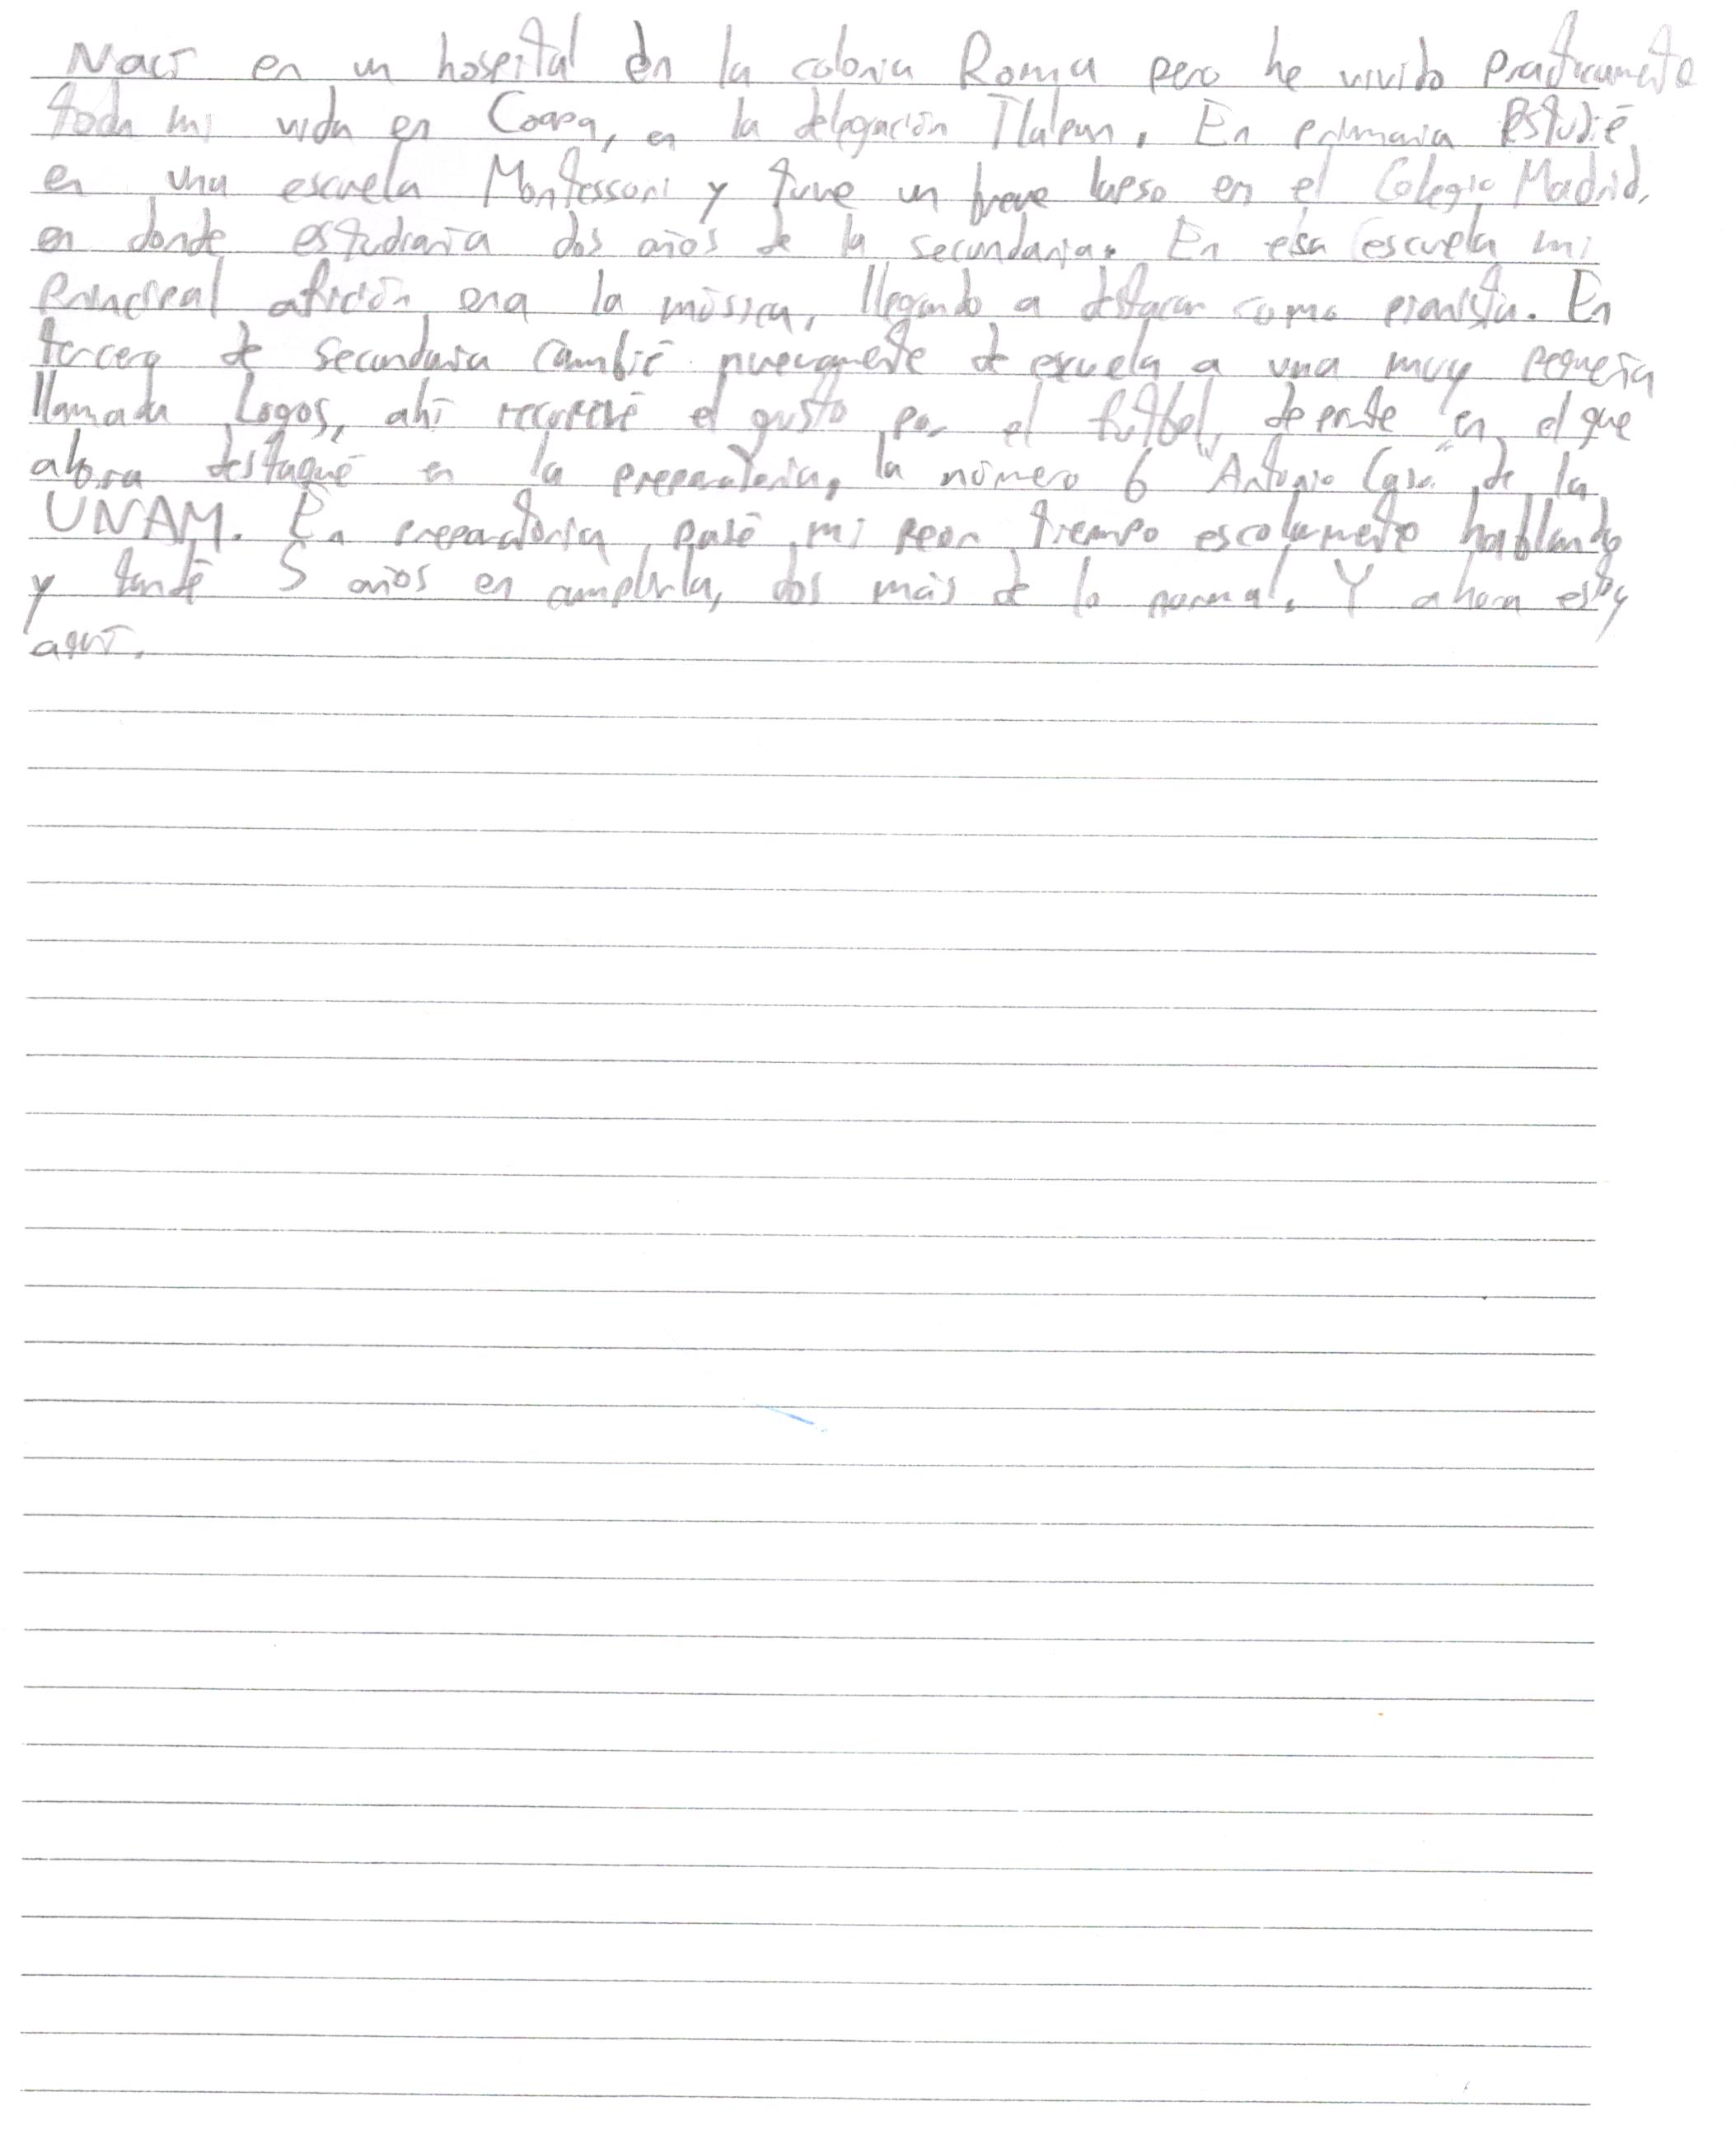 Nací en un hospital en la colonia Roma pero he vivido practicamente
toda mi vida en Coapa, en la delegación Tlalpan. En primaria estudié
en una escuela Montessori y tuve un breve lapso en el Colegio Madrid,
en donde estudiaria dos años de la secundaria. En esa escuela mi
principal afición era la música, llegando a destacar como pianista. En
tercero de secundaria cambié nuevamente de escuela a una muy pequeña
llamada Logos, ahí recuperé el gusto por el futbol, deporte en el que
ahora destaqué en la preparatoria, la número 6 "Antonio Caso" de la
UNAM. En preparatoria pasé mi peor tiempo escolarmente hablando
y tardé 5 años en cumplirla, dos más de lo normal. Y ahora estoy
aquí.